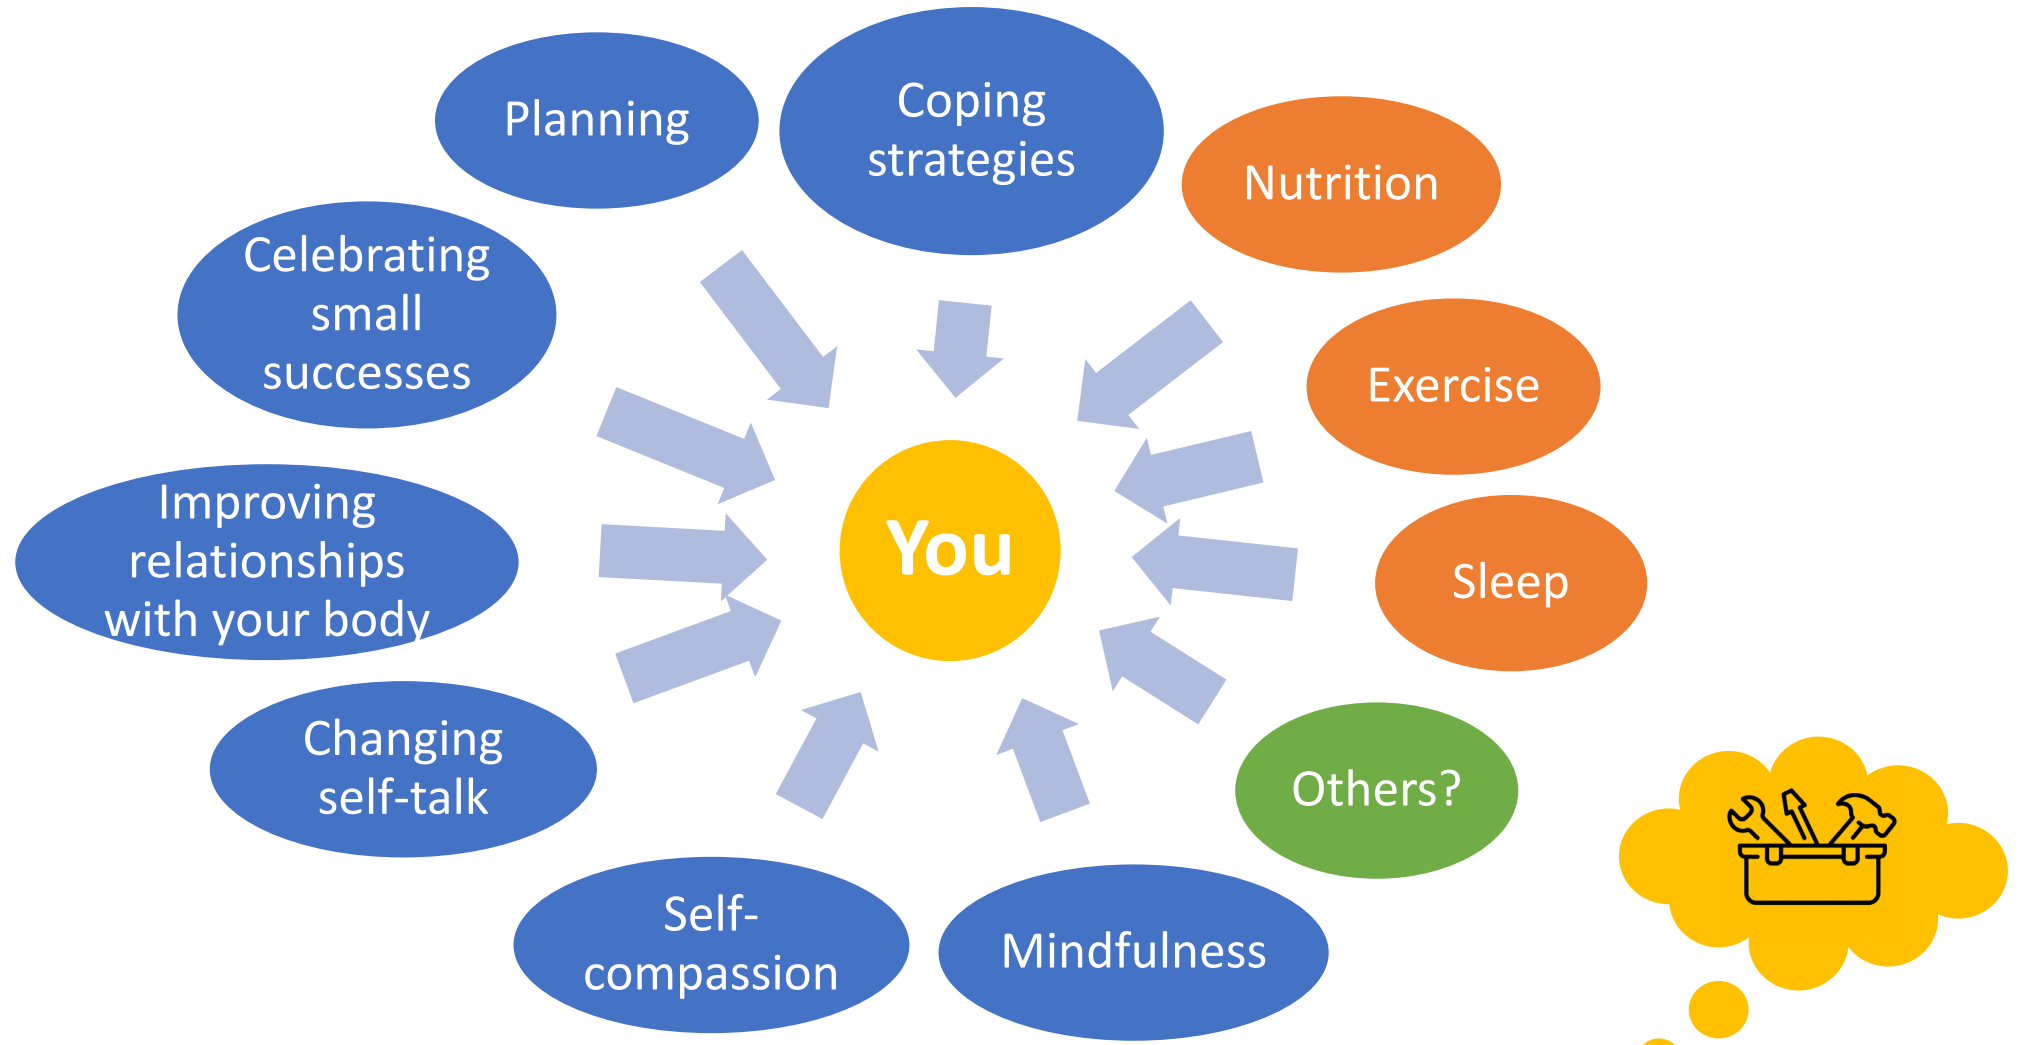 Planning
Coping
strategies
Nutrition
Celebrating
small
successes
Exercise
Improving
relationships
with your body
You
Sleep
Changing
self-talk
Others?
Self-
compassion
Mindfulness